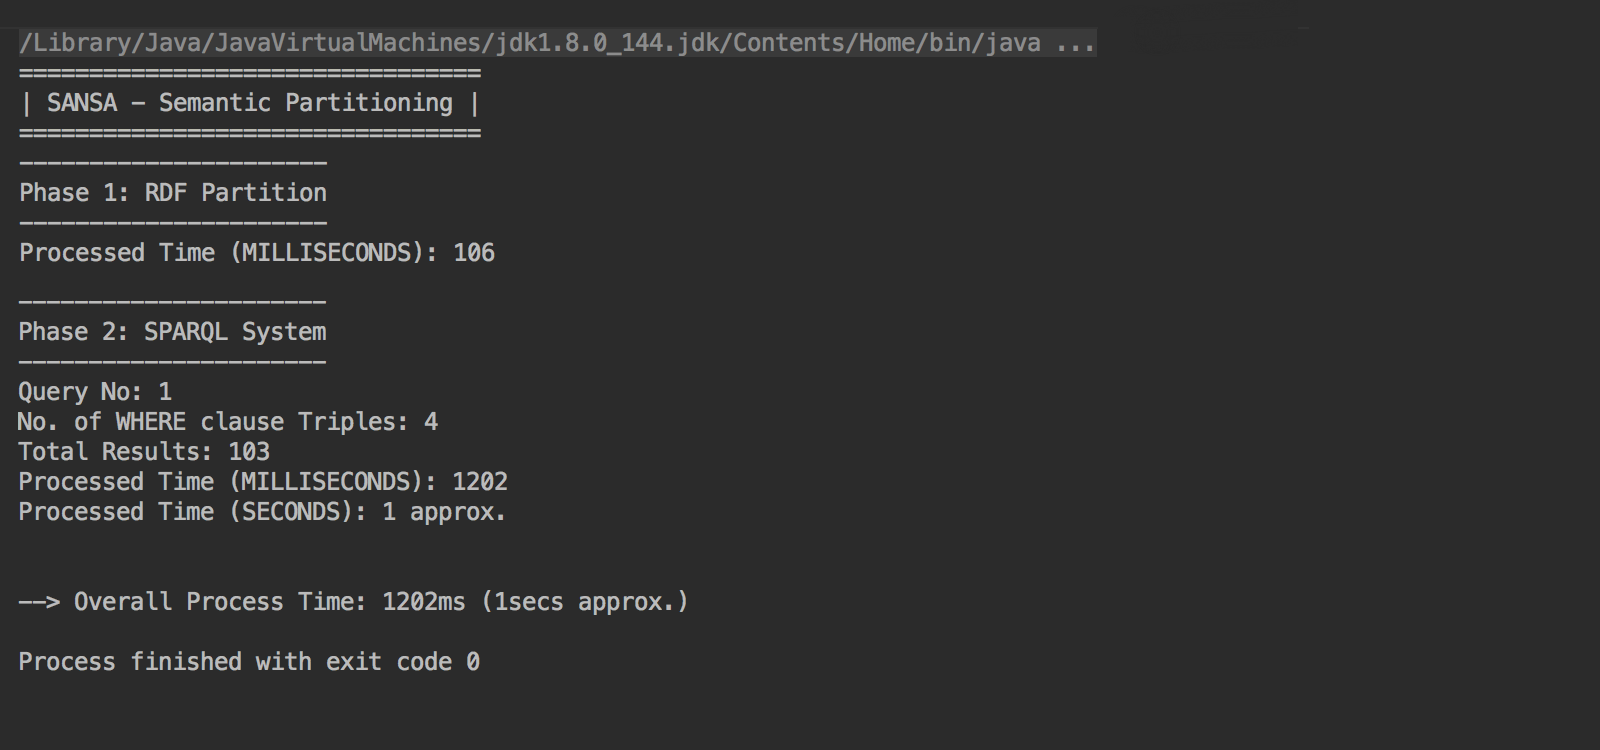 /Library/Java/JavaVirtualMachines/jdk1.8.0_144.jdk/Contents/Home/bin/java ...
=================================
| SANSA - Semantic Partitioning |
=================================
----------------------
Phase 1: RDF Partition
----------------------
Processed Time (MILLISECONDS): 106
----------------------
Phase 2: SPARQL System
----------------------
Query No: 1
No. of WHERE clause Triples: 4
Total Results: 103
Processed Time (MILLISECONDS): 1202
Processed Time (SECONDS): 1 approx.
--> Overall Process Time: 1202ms (1secs approx.)
Process finished with exit code 0